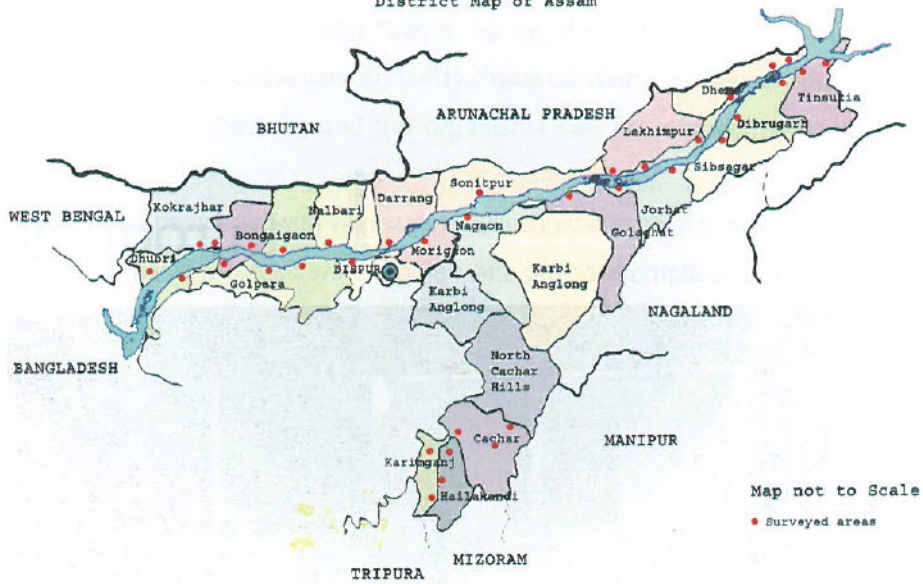 District Map of Assam
ARUNACHAL PRADESH
BHUTAN
WEST BENGAL
BANGLADESH
NAGALAND
MANIPUR
MIZORAM
TRIPURA
Tinsukia
Dibrugarh
Lakhimpur
Sibsagar
Jorhat
Golaghat
Sonitpur
Darrang
Nalbari
Kokrajhar
Bongaigaon
Dhubri
Golpara
DISPUR
Morigaon
Nagaon
Karbi
Anglong
Karbi
Anglong
North
Cachar
Hills
Cachar
Karimganj
Hailakandi
Map not to Scale
Surveyed areas